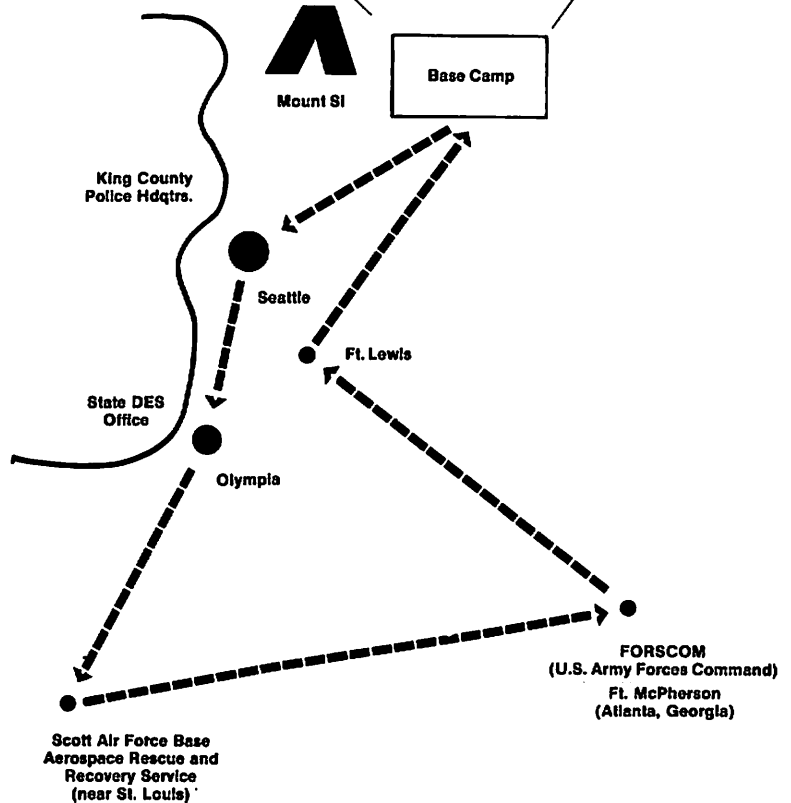 Base Camp
Mount Si
King County
Police Hdqtrs.
Seattle
Ft. Lewis
State DES
Office
Olympia
FORSCOM
(U.S. Army Forces Command)
Ft. McPherson
(Atlanta, Georgia)
Scott Air Force Base
Aerospace Rescue and
Recovery Service
(near St. Louis)